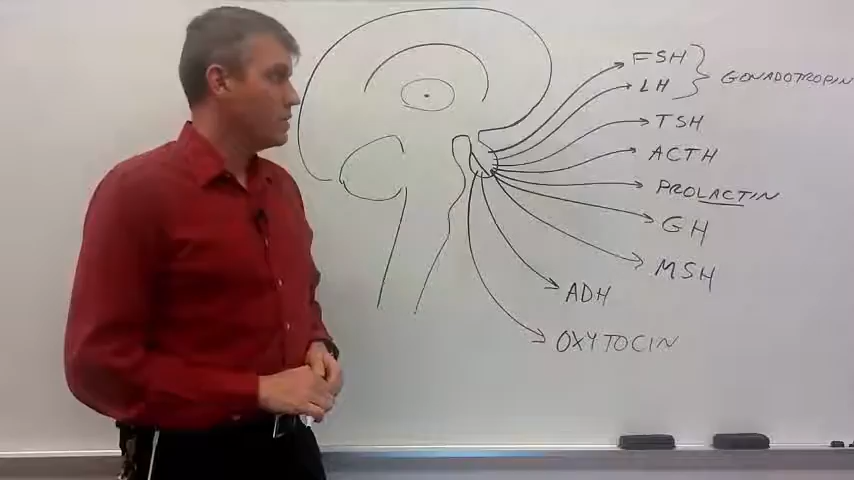 FSH
LH
GONADOTROPIN
TSH
ACTH
PROLACTIN
GH
MSH
ADH
OXYTOCIN